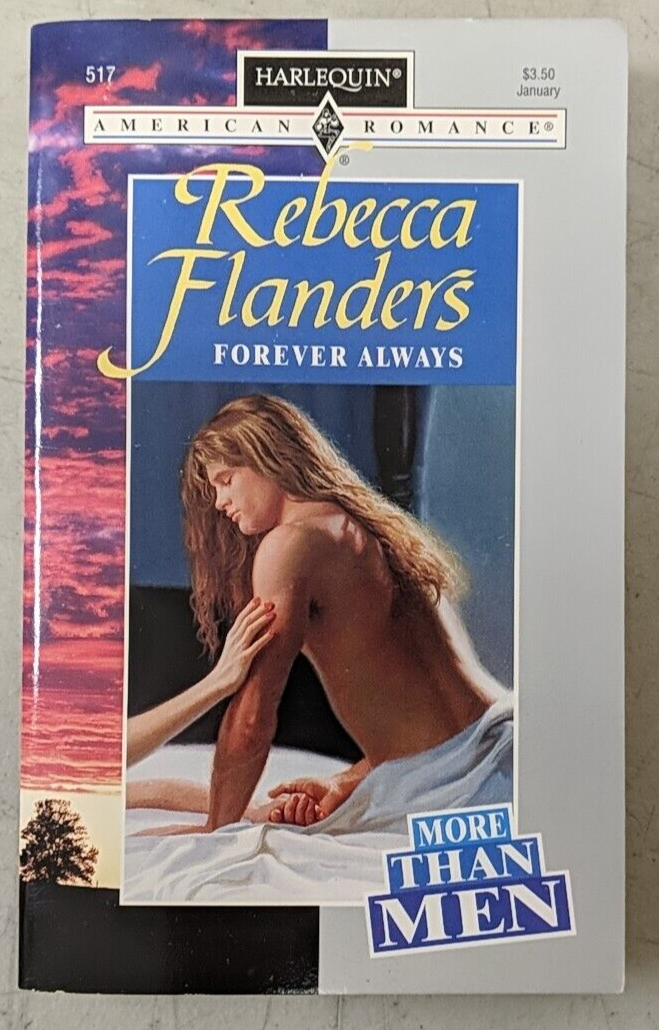 517
HARLEQUIN®
$3.50
January
AMERICAN ROMANCE®
®
Rebecca
Flanders
FOREVER ALWAYS
MORE
THAN
MEN